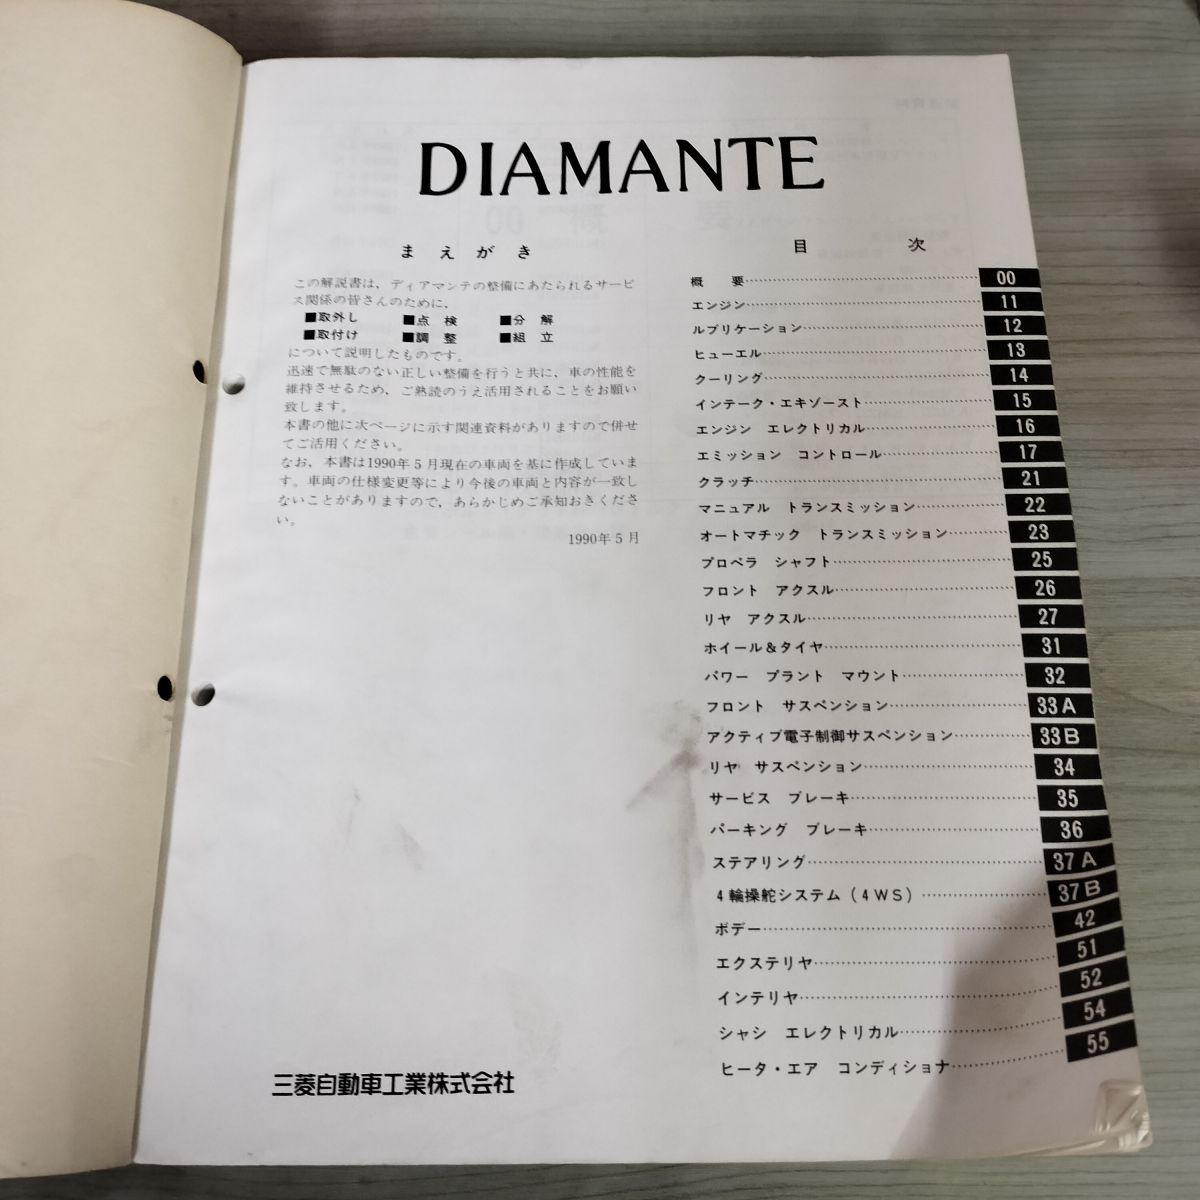 DIAMANTE
まえがき
この解説書は、ディアマンテの整備にあたられるサービ
ス関係の皆さんのために、
■取外し ■点検 ■分解
■取付け ■調整 ■組立
について説明したものです。
迅速で無駄のない正しい整備を行うと共に、車の性能を
維持させるため、ご熟読のうえ活用されることをお願い
致します。
本書の他に次ページに示す関連資料がありますので併せ
てご活用ください。
なお、本書は1990年5月現在の車両を基に作成していま
す。車両の仕様変更等により今後の車両と内容が一致し
ないことがありますので、あらかじめご承知おきくださ
い。
1990年5月
三菱自動車工業株式会社
目次
概要 00
エンジン 11
ルブリケーション 12
ヒューエル 13
クーリング 14
インテーク・エキゾースト 15
エンジン エレクトリカル 16
エミッション コントロール 17
クラッチ 21
マニュアル トランスミッション 22
オートマチック トランスミッション 23
プロペラ シャフト 25
フロント アクスル 26
リヤ アクスル 27
ホイール&タイヤ 31
パワー プラント マウント 32
フロント サスペンション 33A
アクティブ電子制御サスペンション 33B
リヤ サスペンション 34
サービス ブレーキ 35
パーキング ブレーキ 36
ステアリング 37A
4輪操舵システム(4WS) 37B
ボデー 42
エクステリヤ 51
インテリヤ 52
シャシ エレクトリカル 54
ヒータ・エア コンディショナ 55